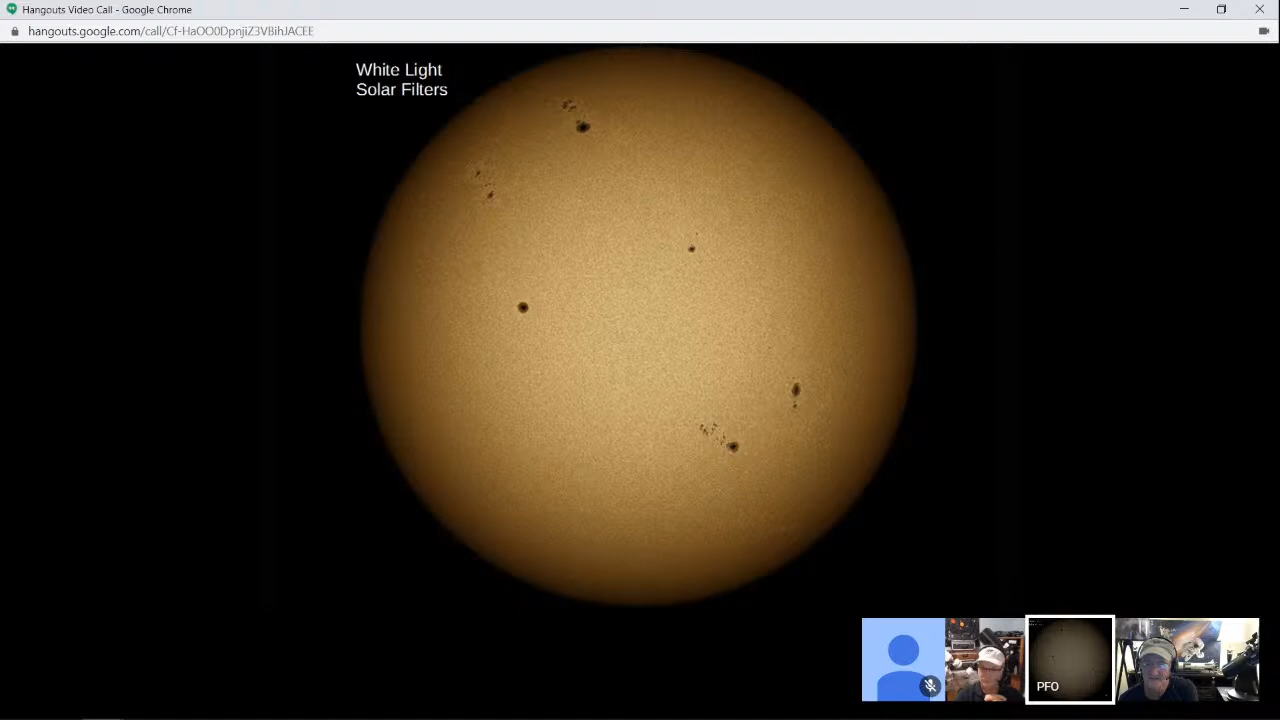 Hangouts Video Call - Google Chrome
hangouts.google.com/call/Cf-HaOO0DpnjiZ3VBihJACEE
White Light
Solar Filters
PFO